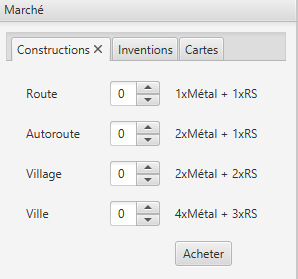 Marché
Constructions Inventions Cartes
Route 0 1xMétal + 1xRS
Autoroute 0 2xMétal + 1xRS
Village 0 2xMétal + 2xRS
Ville 0 4xMétal + 3xRS
Acheter